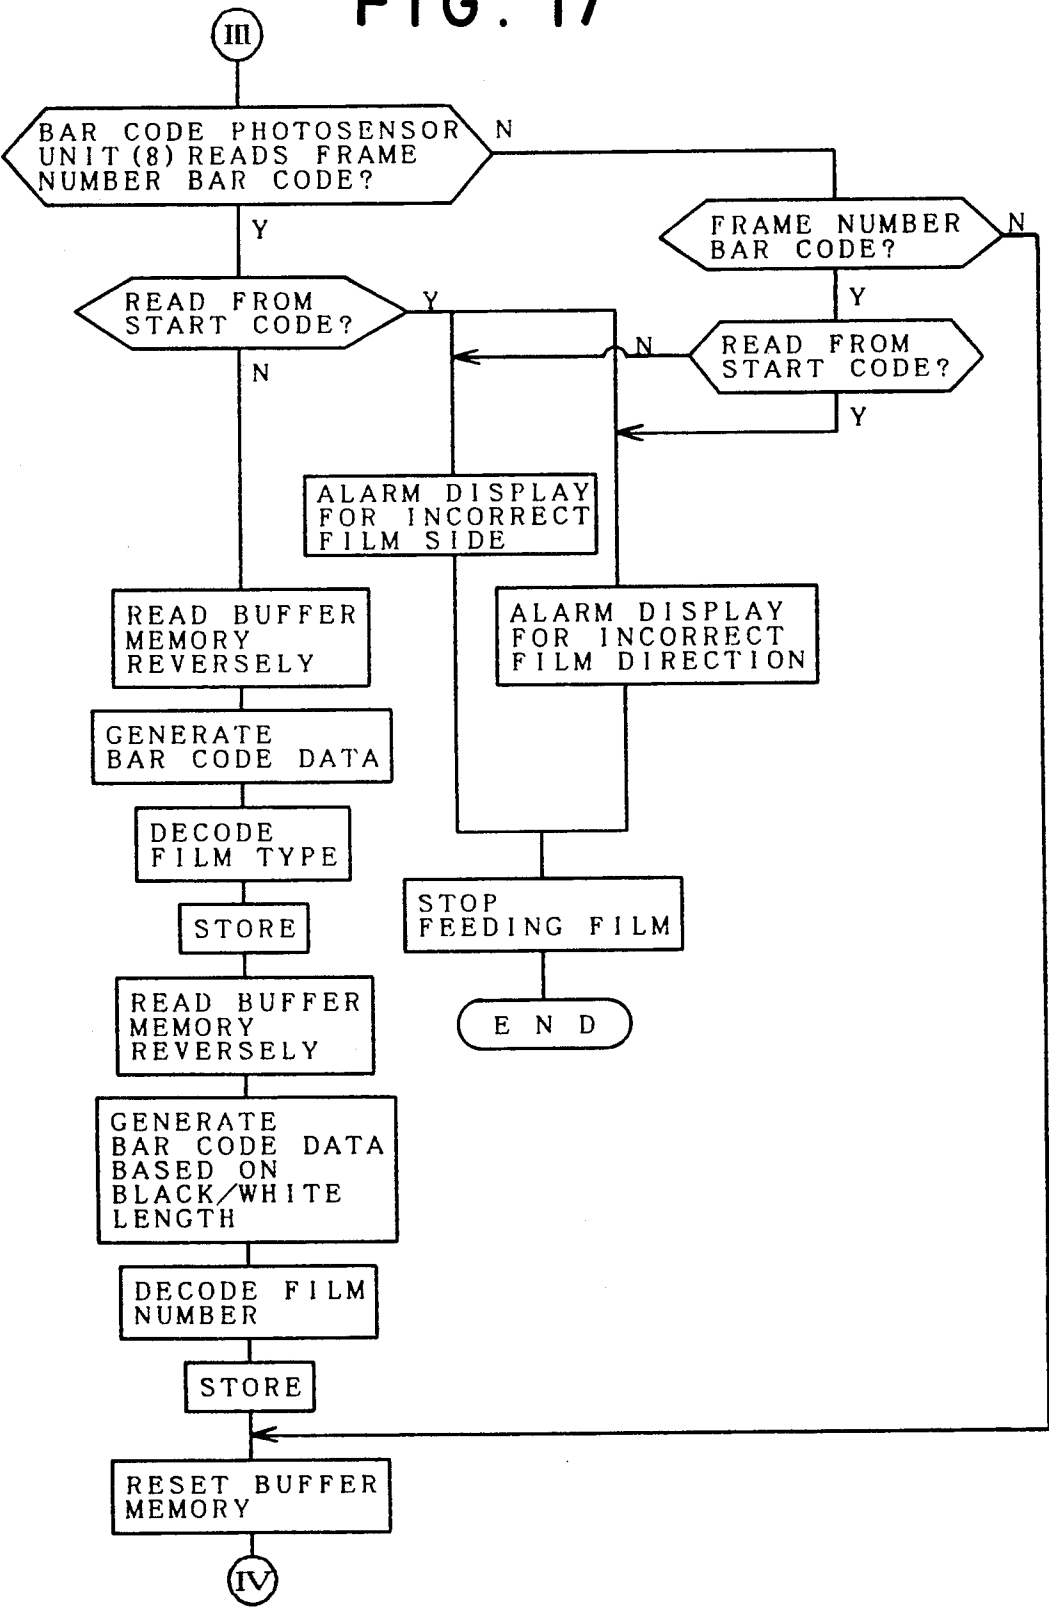 FIG. 17
III
BAR CODE PHOTOSENSOR
UNIT(8) READS FRAME
NUMBER BAR CODE?
N
Y
FRAME NUMBER
BAR CODE?
N
Y
READ FROM
START CODE?
Y
N
READ FROM
START CODE?
N
Y
ALARM DISPLAY
FOR INCORRECT
FILM SIDE
ALARM DISPLAY
FOR INCORRECT
FILM DIRECTION
READ BUFFER
MEMORY
REVERSELY
GENERATE
BAR CODE DATA
DECODE
FILM TYPE
STORE
STOP
FEEDING FILM
END
READ BUFFER
MEMORY
REVERSELY
GENERATE
BAR CODE DATA
BASED ON
BLACK/WHITE
LENGTH
DECODE FILM
NUMBER
STORE
RESET BUFFER
MEMORY
IV